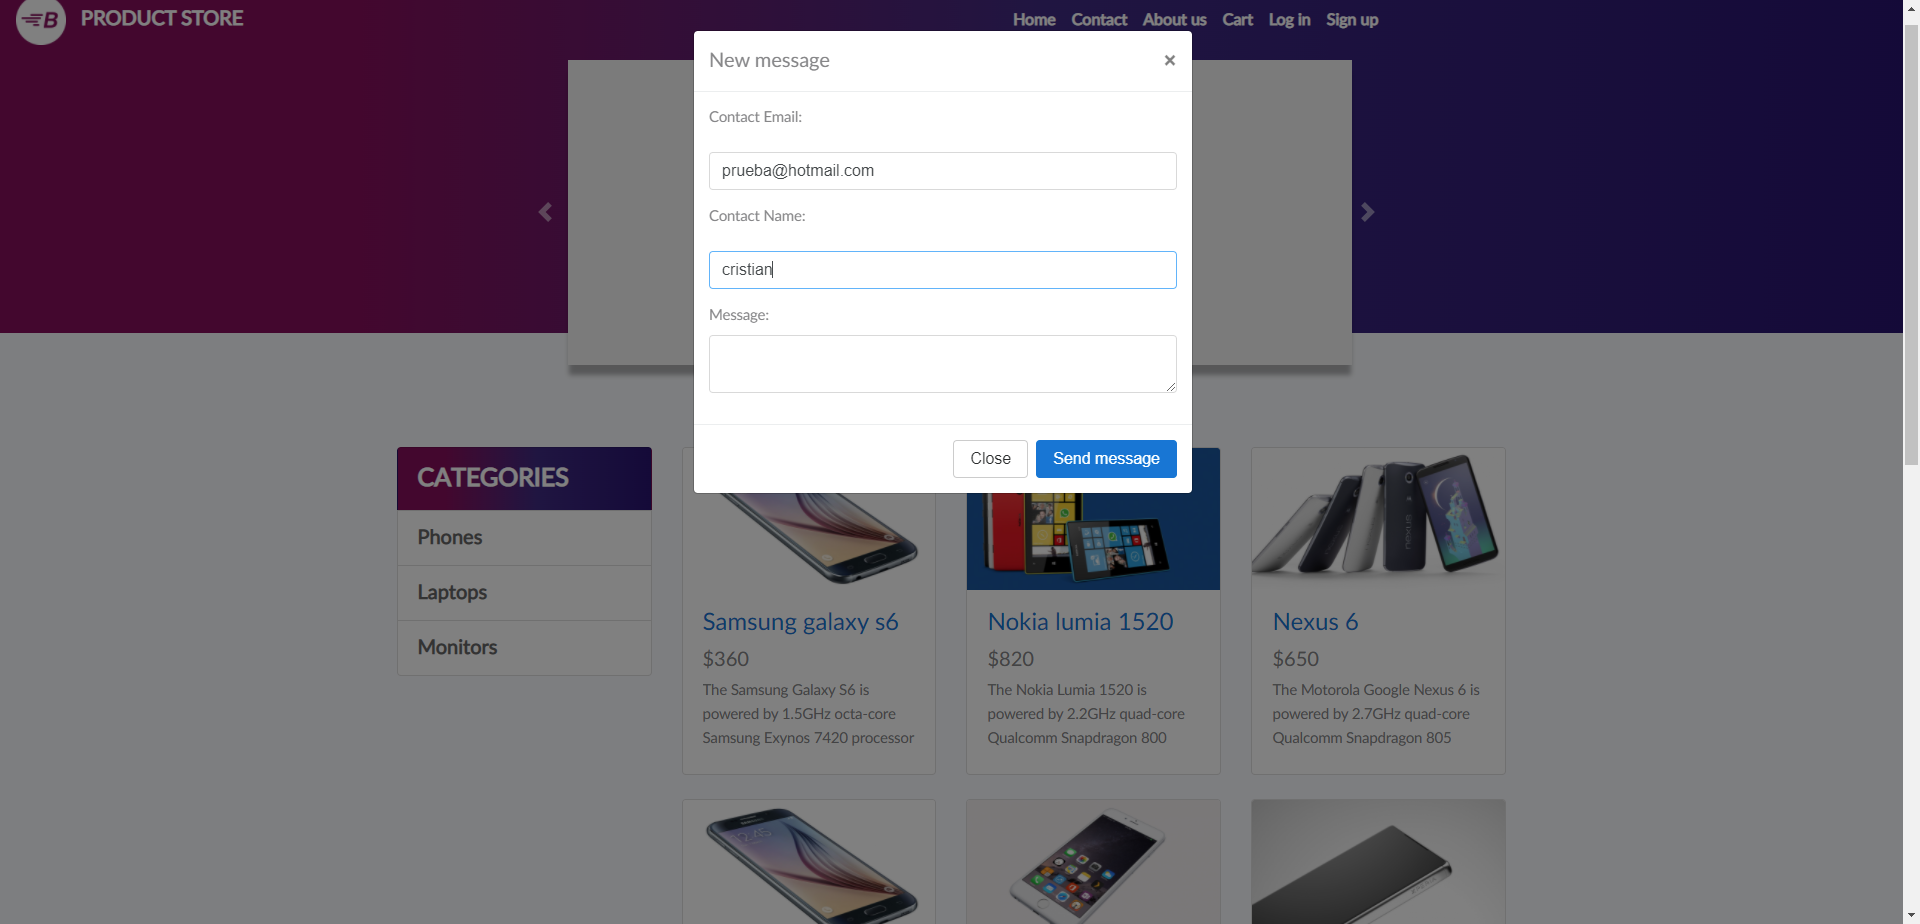 PRODUCT STORE
Home Contact About us Cart Log in Sign up
New message
×
Contact Email:
prueba@hotmail.com
Contact Name:
cristian
Message:
Close Send message
CATEGORIES
Phones
Laptops
Monitors
Samsung galaxy s6
$360
The Samsung Galaxy S6 is
powered by 1.5GHz octa-core
Samsung Exynos 7420 processor
Nokia lumia 1520
$820
The Nokia Lumia 1520 is
powered by 2.2GHz quad-core
Qualcomm Snapdragon 800
Nexus 6
$650
The Motorola Google Nexus 6 is
powered by 2.7GHz quad-core
Qualcomm Snapdragon 805